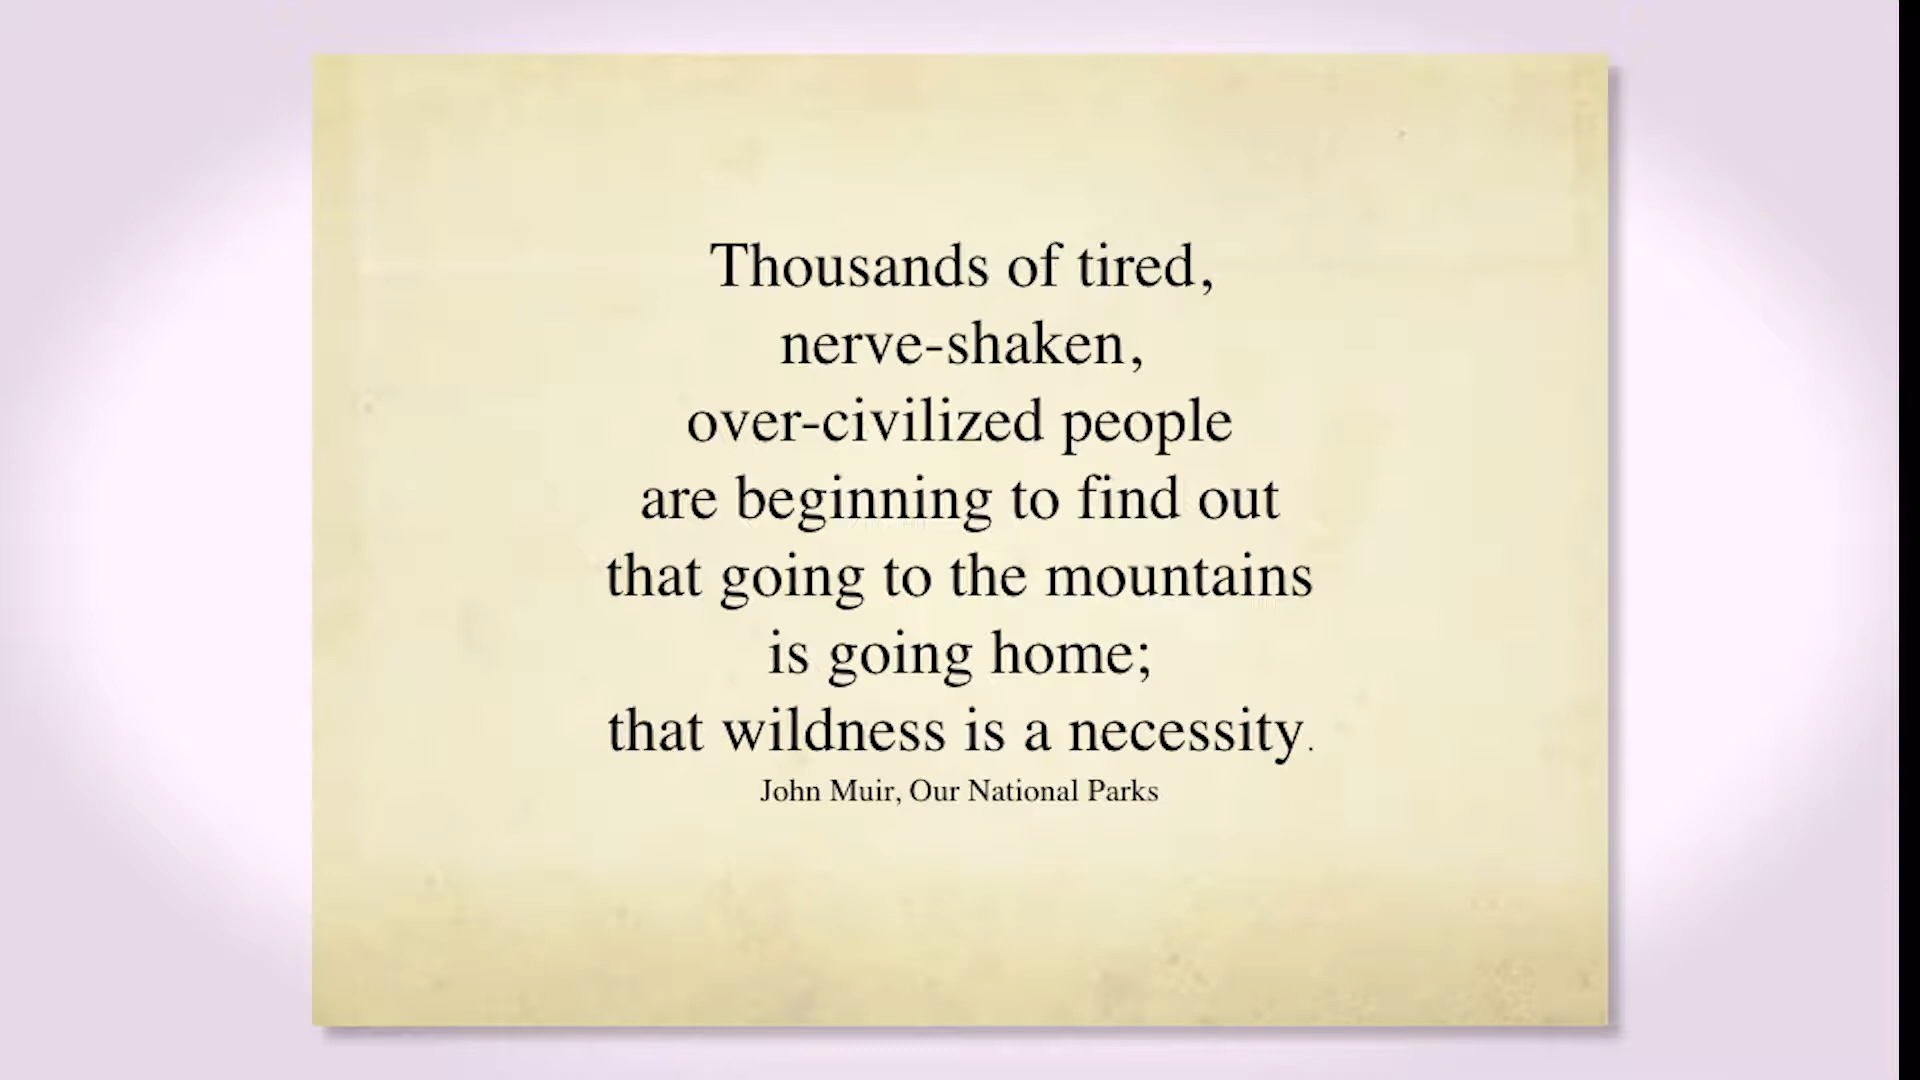 Thousands of tired,
nerve-shaken,
over-civilized people
are beginning to find out
that going to the mountains
is going home;
that wildness is a necessity.
John Muir, Our National Parks